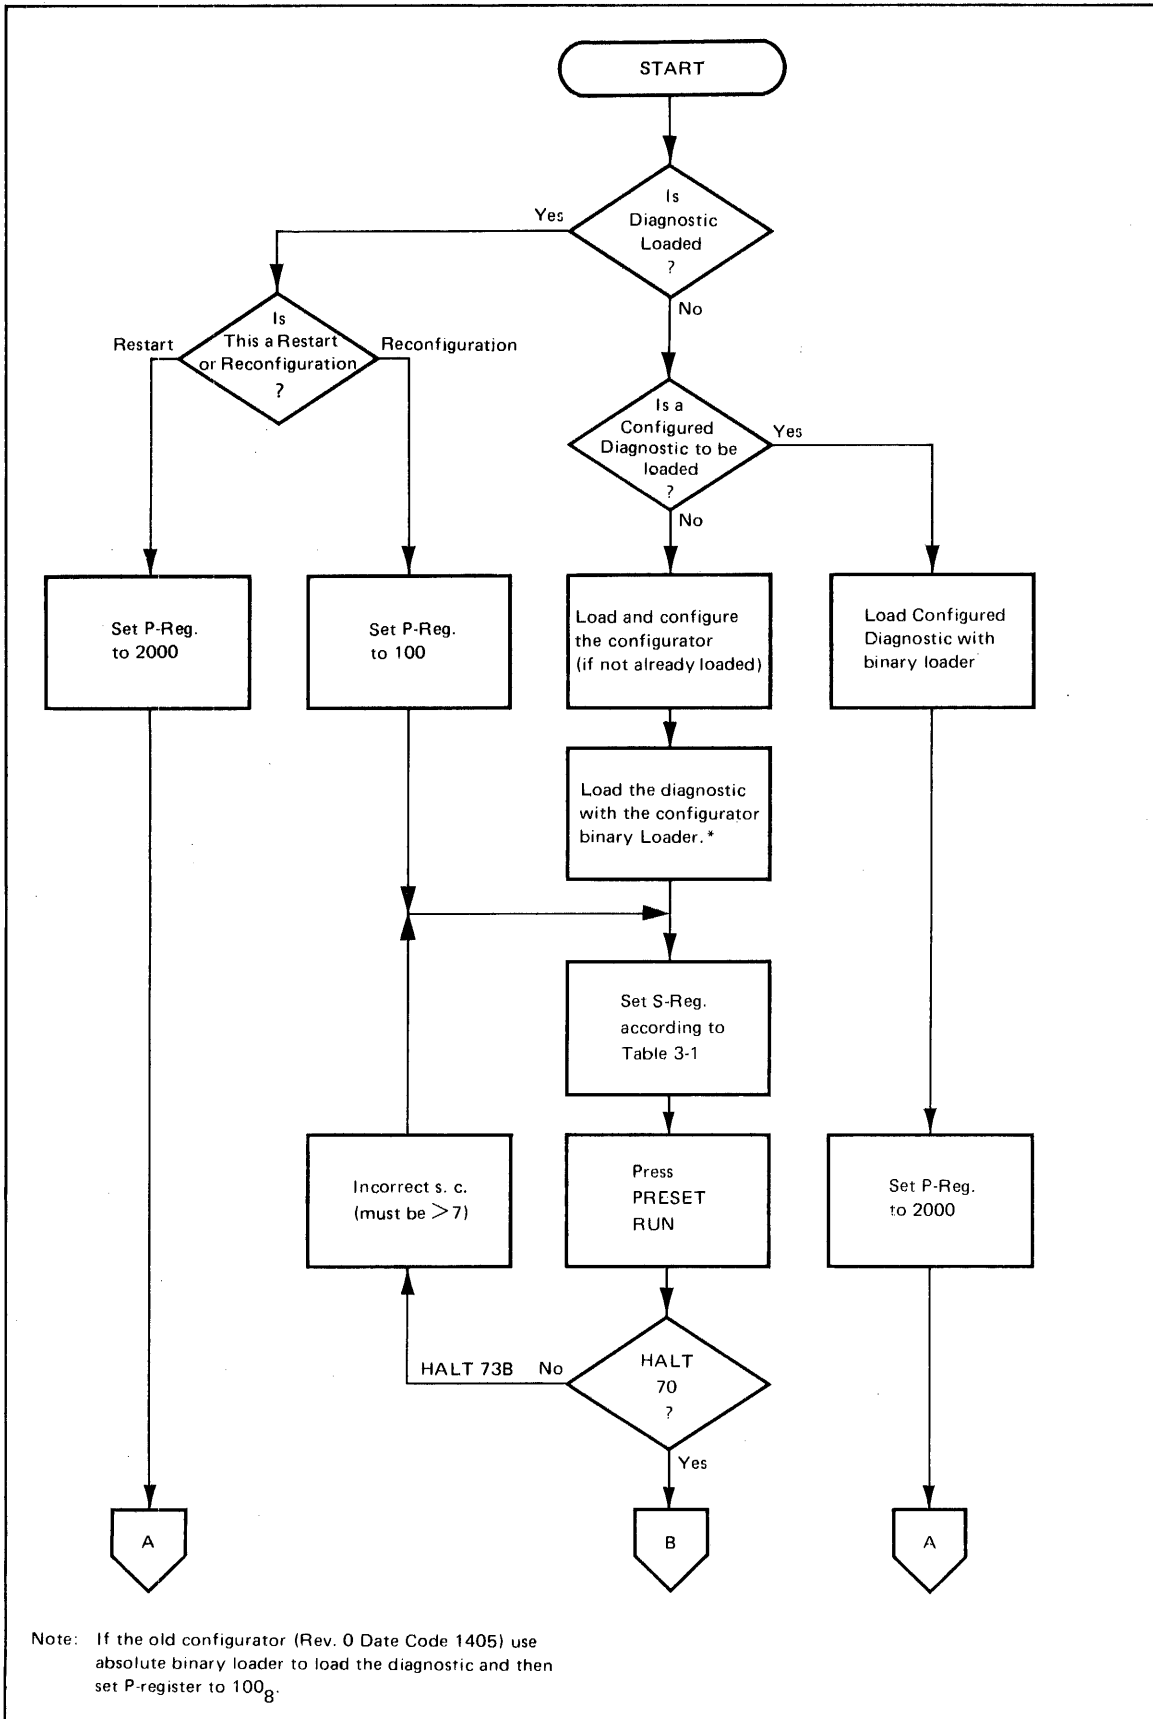 START
Is
Diagnostic
Loaded
?
Yes
No
Is
This a Restart
or Reconfiguration
?
Restart
Reconfiguration
Is a
Configured
Diagnostic to be
loaded
?
Yes
No
Set P-Reg.
to 2000
Set P-Reg.
to 100
Load and configure
the configurator
(if not already loaded)
Load Configured
Diagnostic with
binary loader
Load the diagnostic
with the configurator
binary Loader.*
Set S-Reg.
according to
Table 3-1
Incorrect s. c.
(must be >7)
Press
PRESET
RUN
Set P-Reg.
to 2000
HALT 73B No
HALT
70
?
Yes
A
B
A
Note: If the old configurator (Rev. 0 Date Code 1405) use
absolute binary loader to load the diagnostic and then
set P-register to 100₈.